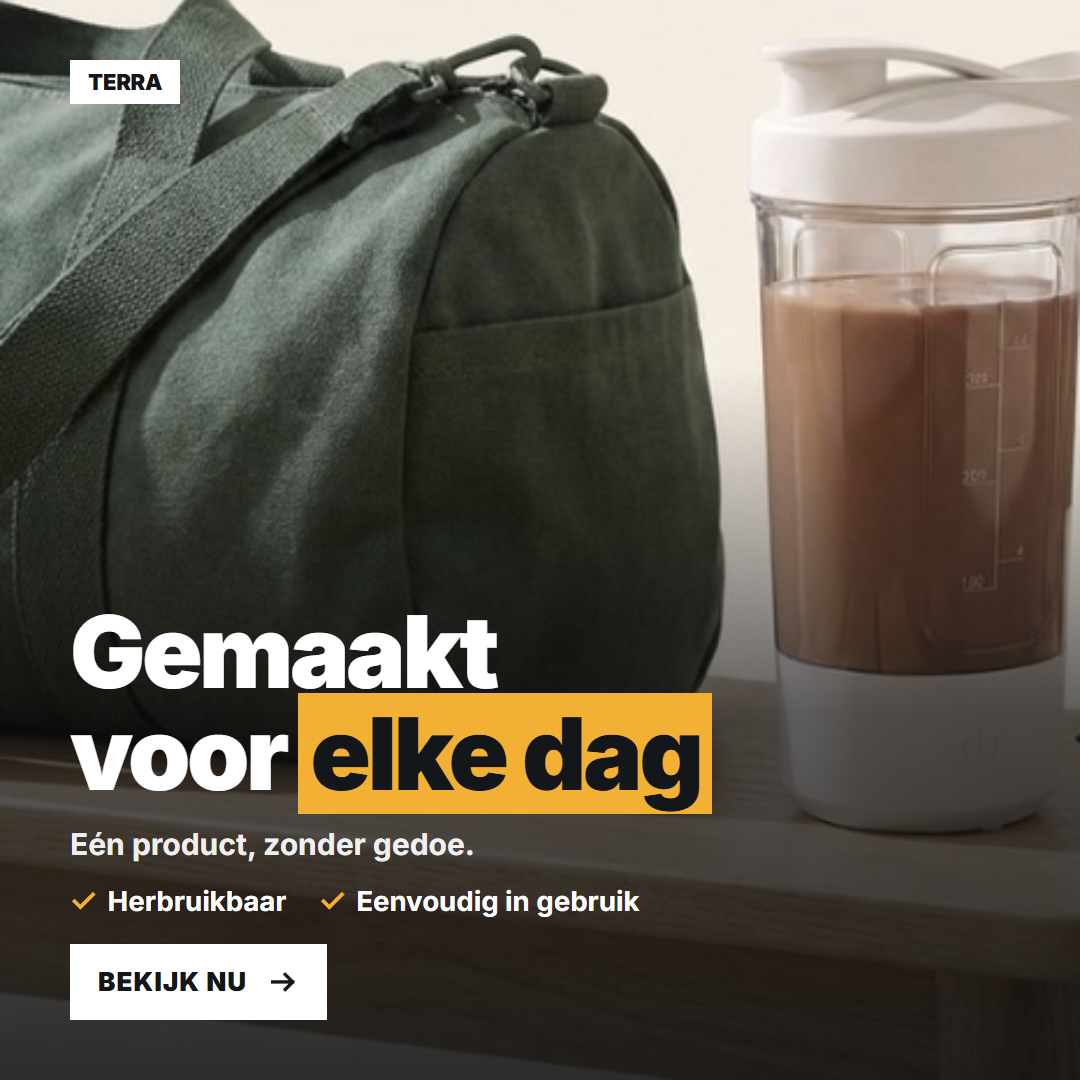 TERRA
Gemaakt
voor elke dag
Eén product, zonder gedoe.
Herbruikbaar Eenvoudig in gebruik
BEKIJK NU